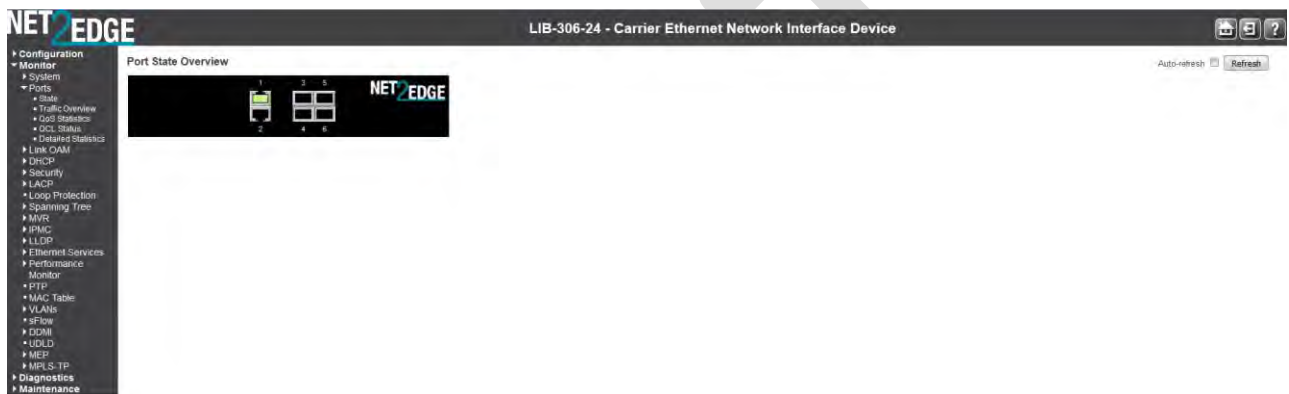 NET2EDGE
LIB-306-24 - Carrier Ethernet Network Interface Device
?
Configuration
Monitor
System
Ports
State
Traffic Overview
QoS Statistics
QCL Status
Detailed Statistics
Link OAM
DHCP
Security
LACP
Loop Protection
Spanning Tree
MVR
IPMC
LLDP
Ethernet Services
Performance
Monitor
PTP
MAC Table
VLANs
sFlow
DDMI
UDLD
MEP
MPLS-TP
Diagnostics
Maintenance
Port State Overview
Auto-refresh Refresh
1 3 5
NET2EDGE
2 4 6